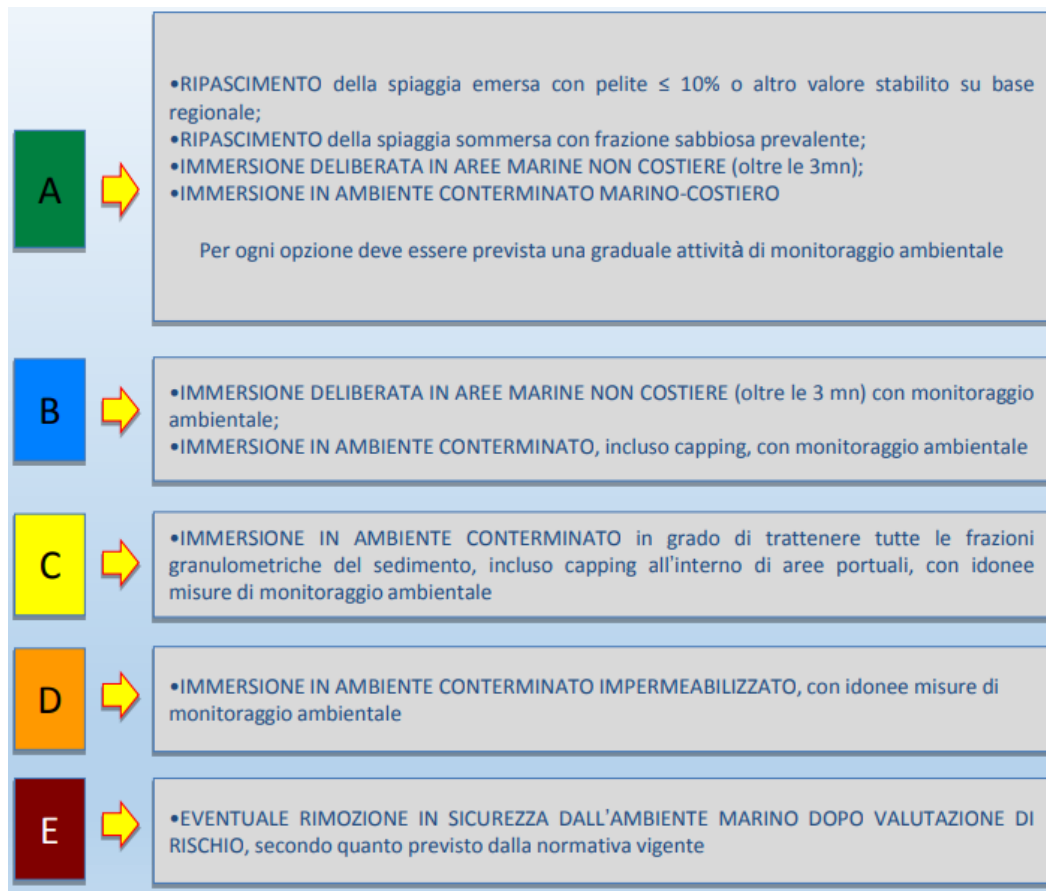 A
•RIPASCIMENTO della spiaggia emersa con pelite ≤ 10% o altro valore stabilito su base
regionale;
•RIPASCIMENTO della spiaggia sommersa con frazione sabbiosa prevalente;
•IMMERSIONE DELIBERATA IN AREE MARINE NON COSTIERE (oltre le 3mn);
•IMMERSIONE IN AMBIENTE CONTERMINATO MARINO-COSTIERO
Per ogni opzione deve essere prevista una graduale attività di monitoraggio ambientale
B
•IMMERSIONE DELIBERATA IN AREE MARINE NON COSTIERE (oltre le 3 mn) con monitoraggio
ambientale;
•IMMERSIONE IN AMBIENTE CONTERMINATO, incluso capping, con monitoraggio ambientale
C
•IMMERSIONE IN AMBIENTE CONTERMINATO in grado di trattenere tutte le frazioni
granulometriche del sedimento, incluso capping all'interno di aree portuali, con idonee
misure di monitoraggio ambientale
D
•IMMERSIONE IN AMBIENTE CONTERMINATO IMPERMEABILIZZATO, con idonee misure di
monitoraggio ambientale
E
•EVENTUALE RIMOZIONE IN SICUREZZA DALL'AMBIENTE MARINO DOPO VALUTAZIONE DI
RISCHIO, secondo quanto previsto dalla normativa vigente